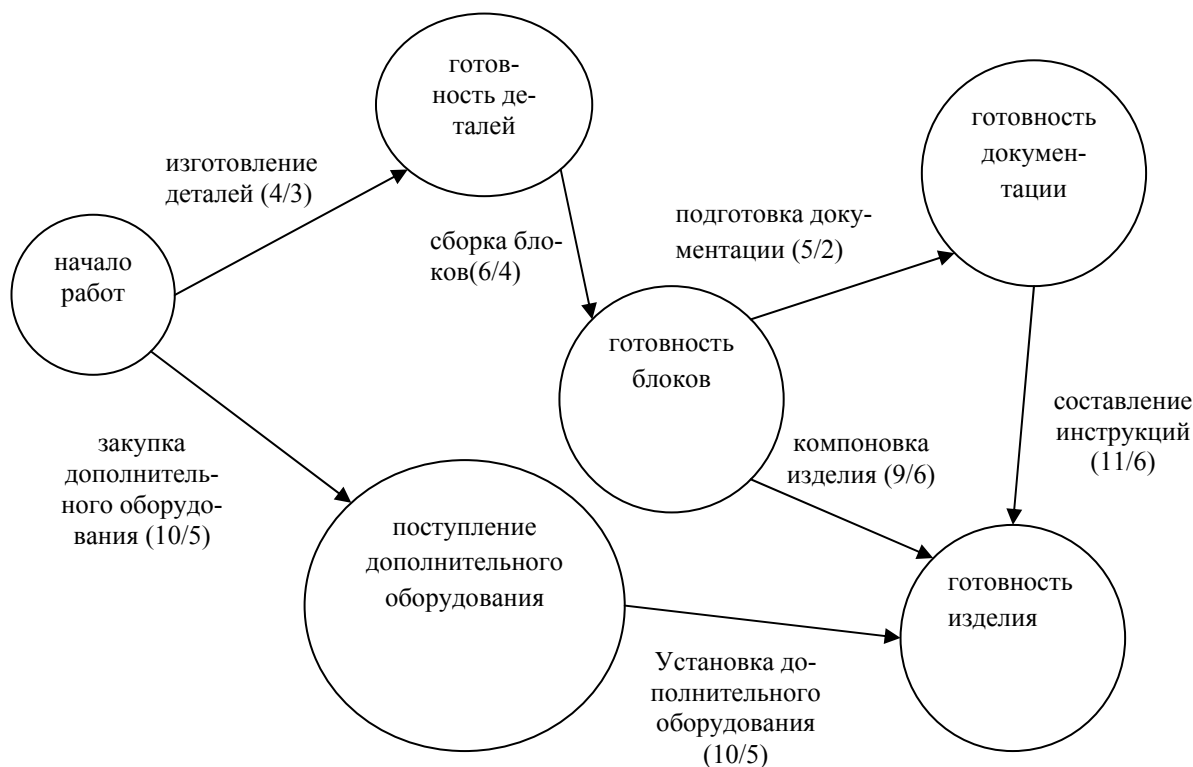 готов-
ность де-
талей
изготовление
деталей (4/3)
начало
работ
сборка бло-
ков(6/4)
готовность
докумен-
тации
подготовка доку-
ментации (5/2)
готовность
блоков
закупка
дополнитель-
ного оборудо-
вания (10/5)
компоновка
изделия (9/6)
составление
инструкций
(11/6)
поступление
дополнительного
оборудования
готовность
изделия
Установка до-
полнительного
оборудования
(10/5)